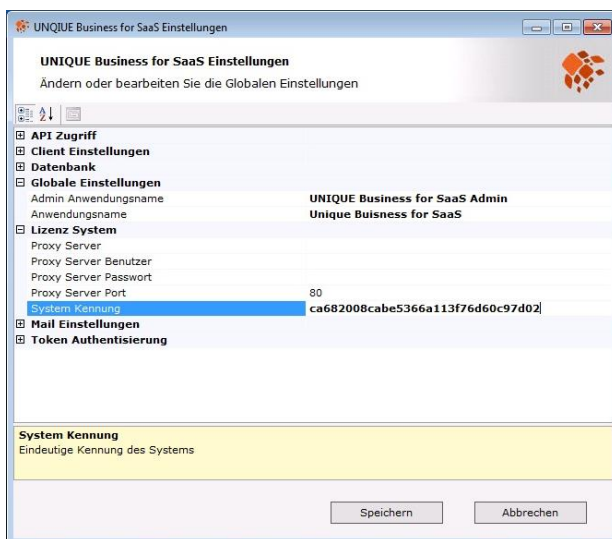 UNQIUE Business for SaaS Einstellungen
UNIQUE Business for SaaS Einstellungen
Ändern oder bearbeiten Sie die Globalen Einstellungen
API Zugriff
Client Einstellungen
Datenbank
Globale Einstellungen
Admin Anwendungsname UNIQUE Business for SaaS Admin
Anwendungsname Unique Buisness for SaaS
Lizenz System
Proxy Server
Proxy Server Benutzer
Proxy Server Passwort
Proxy Server Port 80
System Kennung ca682008cabe5366a113f76d60c97d02
Mail Einstellungen
Token Authentisierung
System Kennung
Eindeutige Kennung des Systems
Speichern Abbrechen